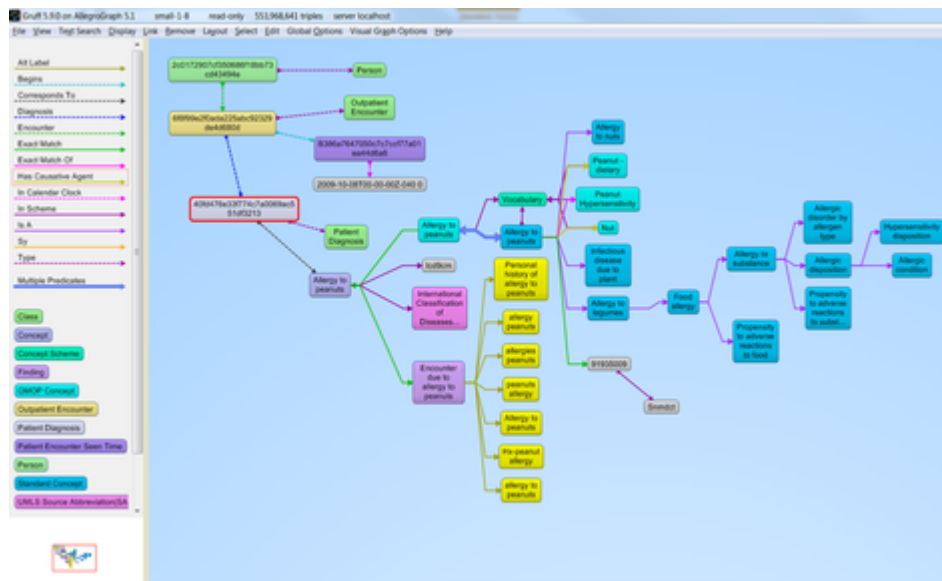 Gruff 5.9.0 on AllegroGraph 5.1 small-1-8 read-only 553,968,641 triples server localhost
File View Text Search Display Link Remove Layout Select Edit Global Options Visual Graph Options Help
Alt Label
Begins
Corresponds To
Diagnosis
Encounter
Exact Match
Exact Match Of
Has Causative Agent
In Calendar Clock
In Scheme
Is A
Sy
Type
Multiple Predicates
Class
Concept
Concept Scheme
Finding
OMOP Concept
Outpatient Encounter
Patient Diagnosis
Patient Encounter Seen Time
Person
Standard Concept
UMLS Source Abbreviation(SA
Person
Outpatient
Encounter
Patient
Diagnosis
Allergy to
peanuts
Allergy to
peanuts
icd9cm
International
Classification
of
Diseases...
Encounter
due to
allergy to
peanuts
Vocabulary
Allergy to
peanuts
Personal
history of
allergy to
peanuts
allergy
peanuts
allergies
peanuts
peanuts
allergy
Allergy to
peanuts
Hx-peanut
allergy
allergy to
peanuts
Allergy
to nuts
Peanut -
dietary
Peanut
Hypersensitivity
Nut
Infectious
disease
due to
plant
Allergy to
legumes
91935009
Snmdct
Food
allergy
Allergy to
substance
Propensity
to adverse
reactions
to food
Allergic
disorder by
allergen
type
Allergic
disposition
Propensity
to adverse
reactions
to subst...
Hypersensitivity
disposition
Allergic
condition